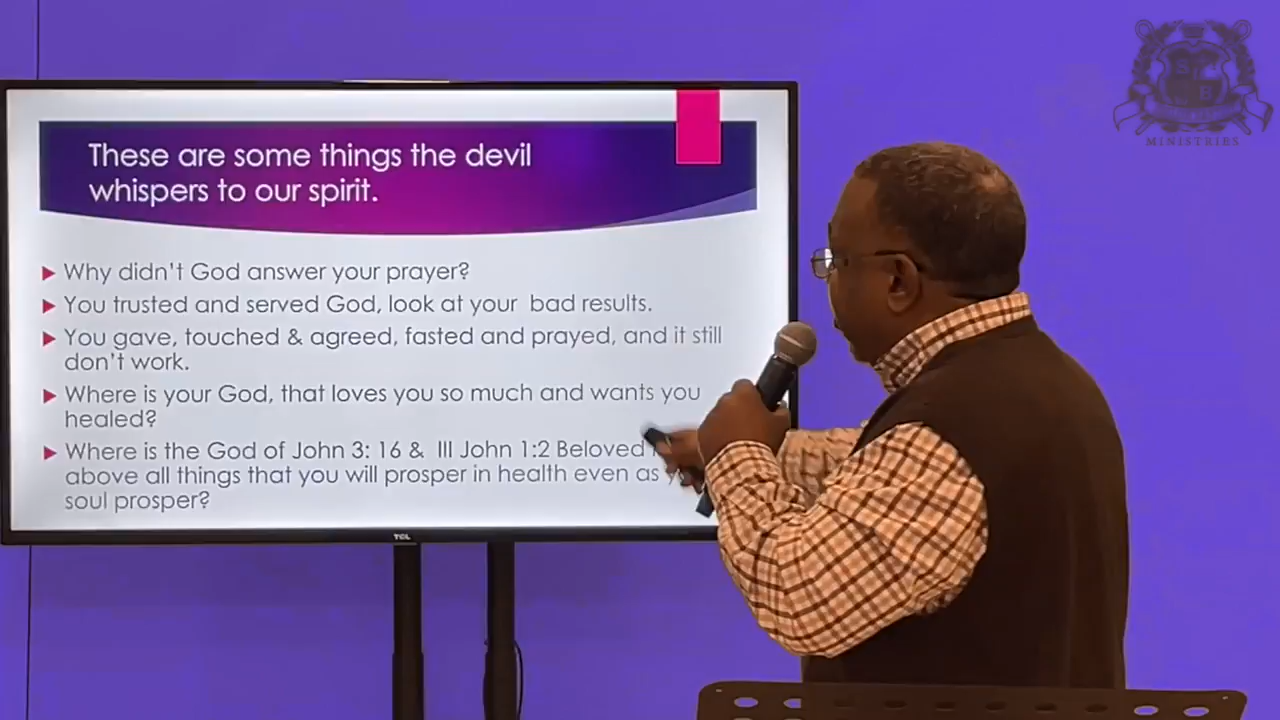 These are some things the devil
whispers to our spirit.
Why didn't God answer your prayer?
You trusted and served God, look at your bad results.
You gave, touched & agreed, fasted and prayed, and it still
don't work.
Where is your God, that loves you so much and wants you
healed?
Where is the God of John 3: 16 & III John 1:2 Beloved
above all things that you will prosper in health even as
soul prosper?
TCL
MINISTRIES